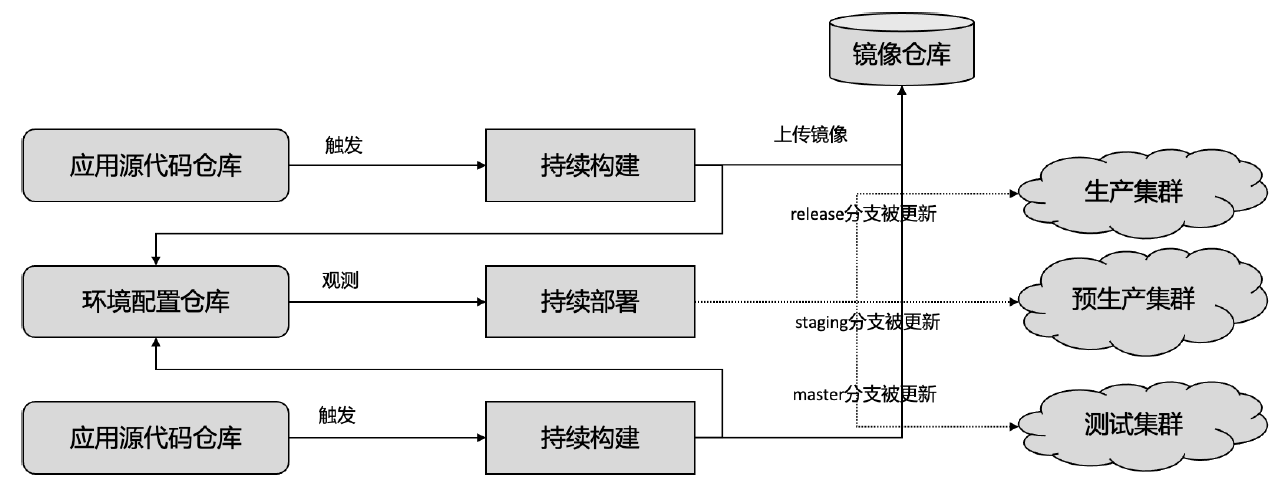 镜像仓库
应用源代码仓库
触发
持续构建
上传镜像
生产集群
release分支被更新
环境配置仓库
观测
持续部署
预生产集群
staging分支被更新
master分支被更新
应用源代码仓库
触发
持续构建
测试集群